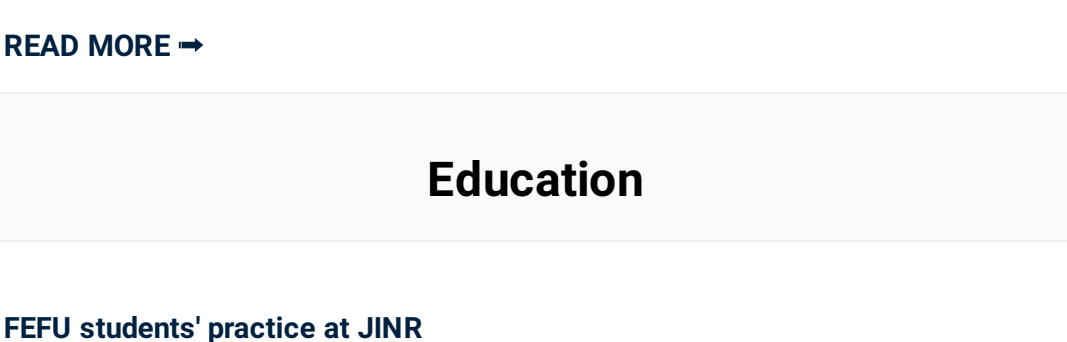 READ MORE ➡
Education
FEFU students' practice at JINR